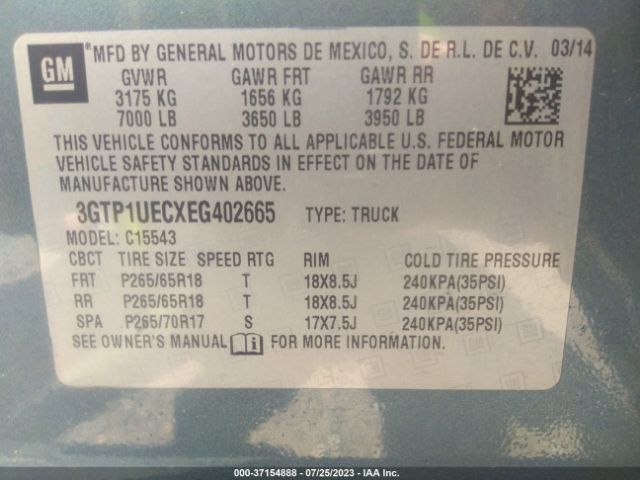 GM ® MFD BY GENERAL MOTORS DE MEXICO, S. DE R.L. DE C.V. 03/14
GVWR GAWR FRT GAWR RR
3175 KG 1656 KG 1792 KG
7000 LB 3650 LB 3950 LB
THIS VEHICLE CONFORMS TO ALL APPLICABLE U.S. FEDERAL MOTOR
VEHICLE SAFETY STANDARDS IN EFFECT ON THE DATE OF
MANUFACTURE SHOWN ABOVE.
3GTP1UECXEG402665 TYPE: TRUCK
MODEL: C15543
CBCT TIRE SIZE SPEED RTG RIM COLD TIRE PRESSURE
FRT P265/65R18 T 18X8.5J 240KPA(35PSI)
RR P265/65R18 T 18X8.5J 240KPA(35PSI)
SPA P265/70R17 S 17X7.5J 240KPA(35PSI)
SEE OWNER'S MANUAL FOR MORE INFORMATION.
000-37154888 - 07/25/2023 - IAA Inc.